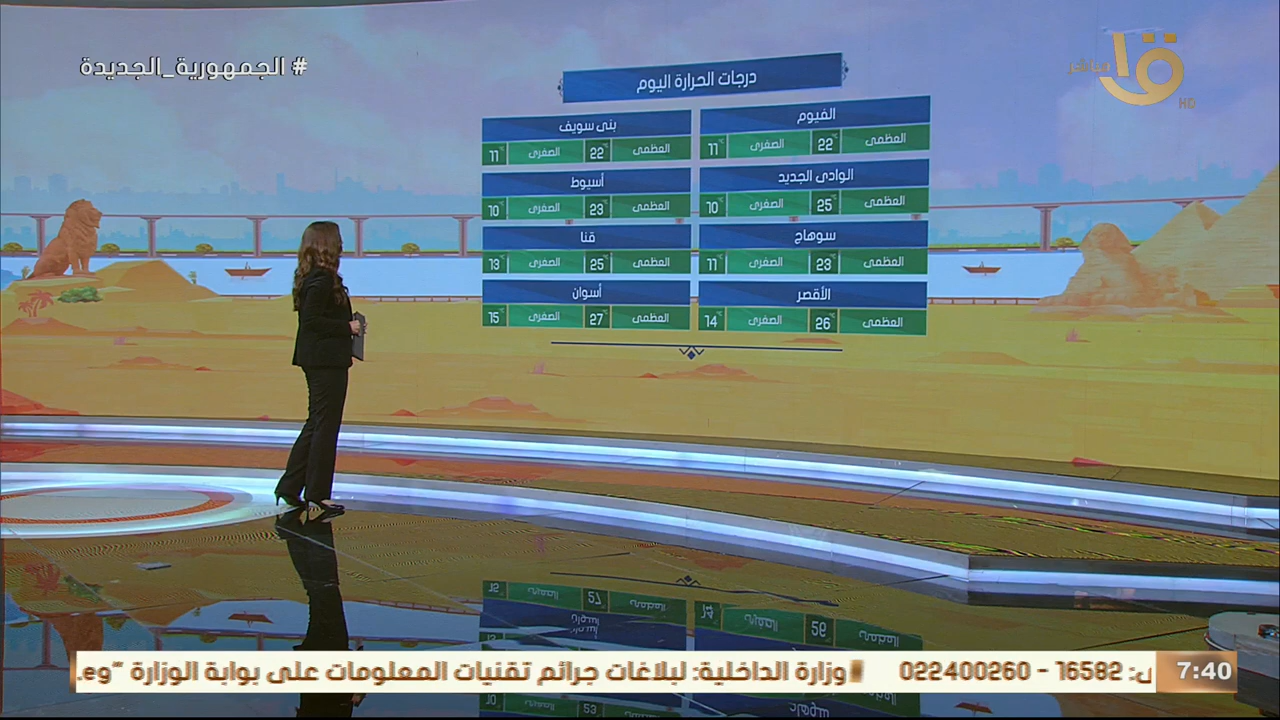 # الجمهورية_الجديدة
مباشر
HD
درجات الحرارة اليوم
الفيوم
العظمى 22° الصغرى 11°
بنى سويف
العظمى 22° الصغرى 11°
الوادى الجديد
العظمى 25° الصغرى 10°
أسيوط
العظمى 23° الصغرى 10°
سوهاج
العظمى 23° الصغرى 11°
قنا
العظمى 25° الصغرى 13°
الأقصر
العظمى 26° الصغرى 14°
أسوان
العظمى 27° الصغرى 15°
7:40
: 16582 - 022400260 وزارة الداخلية: لبلاغات جرائم تقنيات المعلومات على بوابة الوزارة "eg.